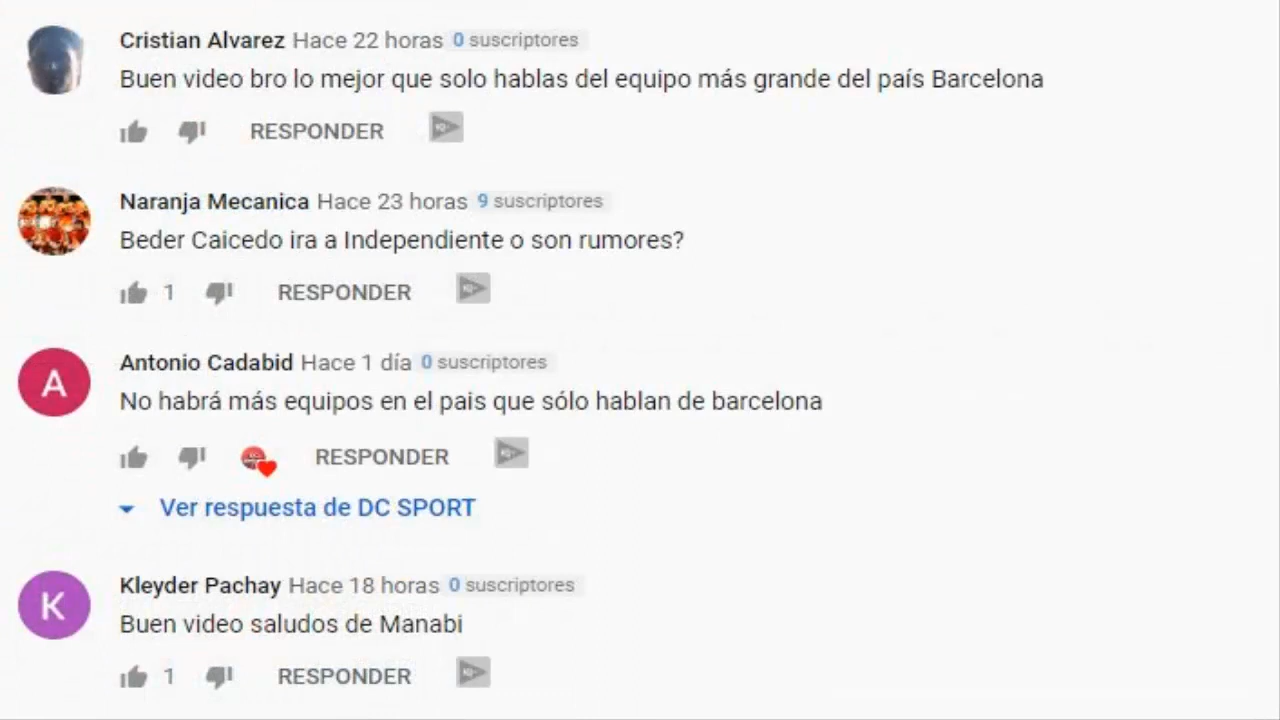 Cristian Alvarez Hace 22 horas 0 suscriptores
Buen video bro lo mejor que solo hablas del equipo más grande del país Barcelona
RESPONDER
Naranja Mecanica Hace 23 horas 9 suscriptores
Beder Caicedo ira a Independiente o son rumores?
1 RESPONDER
A
Antonio Cadabid Hace 1 día 0 suscriptores
No habrá más equipos en el pais que sólo hablan de barcelona
RESPONDER
Ver respuesta de DC SPORT
K
Kleyder Pachay Hace 18 horas 0 suscriptores
Buen video saludos de Manabi
1 RESPONDER